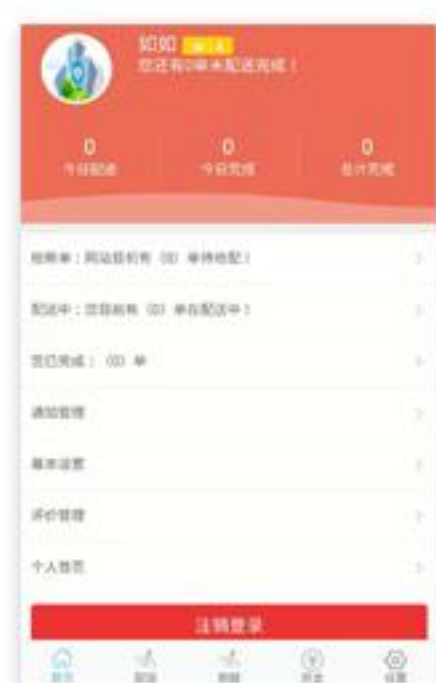 如如
您还有0单未配送完成！
0
0
0
今日配送
今日完成
总计完成
抢新单：网站目前有（0）单待抢配！
配送中：您目前有（0）单在配送中！
您已完成：（0）单
通知管理
基本设置
评价管理
个人首页
注销登录
首页
设置